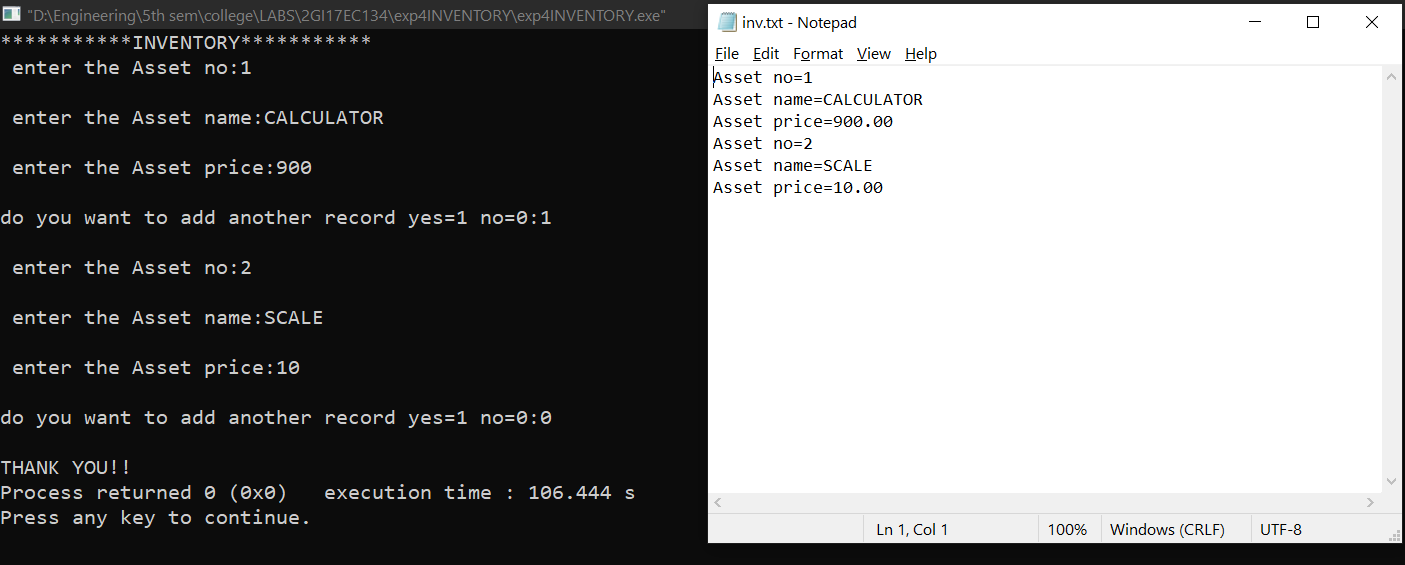 "D:\Engineering\5th sem\college\LABS\2GI17EC134\exp4INVENTORY\exp4INVENTORY.exe"
***********INVENTORY***********
enter the Asset no:1
enter the Asset name:CALCULATOR
enter the Asset price:900
do you want to add another record yes=1 no=0:1
enter the Asset no:2
enter the Asset name:SCALE
enter the Asset price:10
do you want to add another record yes=1 no=0:0
THANK YOU!!
Process returned 0 (0x0)   execution time : 106.444 s
Press any key to continue.
inv.txt - Notepad
File Edit Format View Help
Asset no=1
Asset name=CALCULATOR
Asset price=900.00
Asset no=2
Asset name=SCALE
Asset price=10.00
Ln 1, Col 1 100% Windows (CRLF) UTF-8